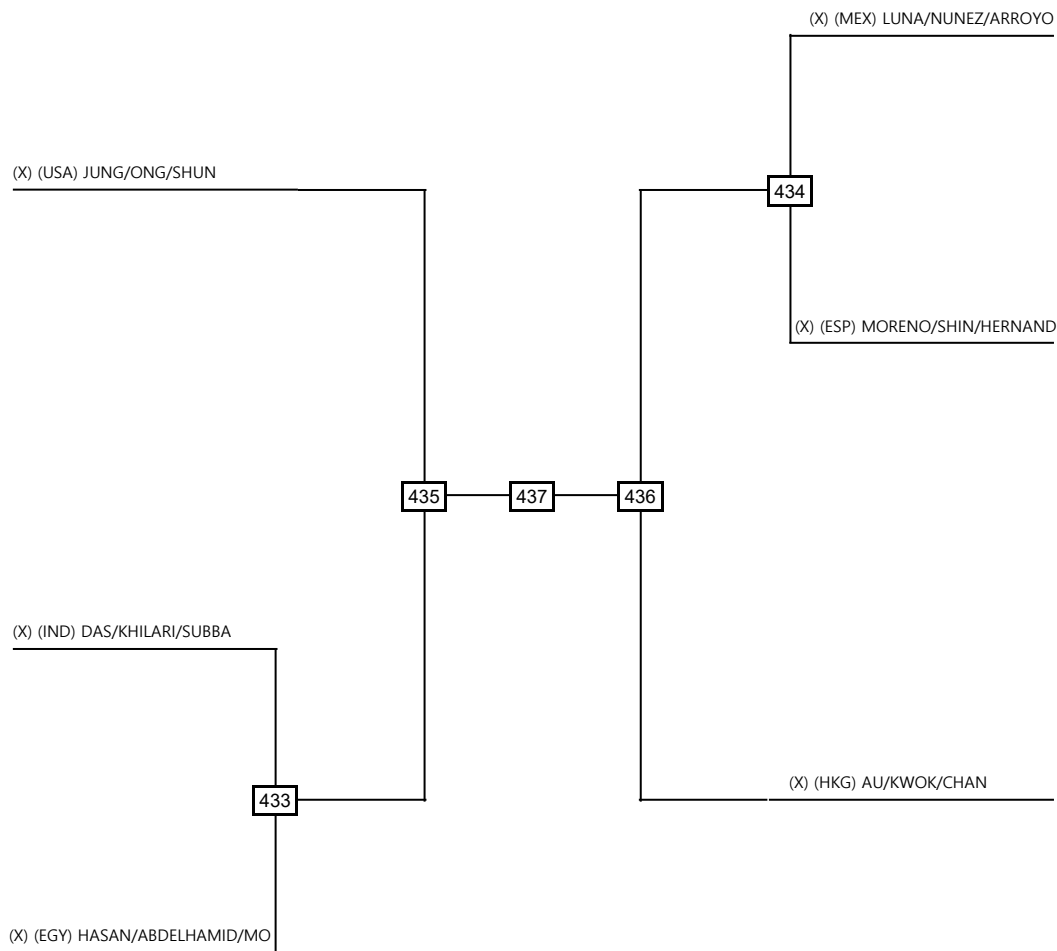 (X) (MEX) LUNA/NUNEZ/ARROYO
(X) (USA) JUNG/ONG/SHUN
434
(X) (ESP) MORENO/SHIN/HERNAND
435
437
436
(X) (IND) DAS/KHILARI/SUBBA
(X) (HKG) AU/KWOK/CHAN
433
(X) (EGY) HASAN/ABDELHAMID/MO